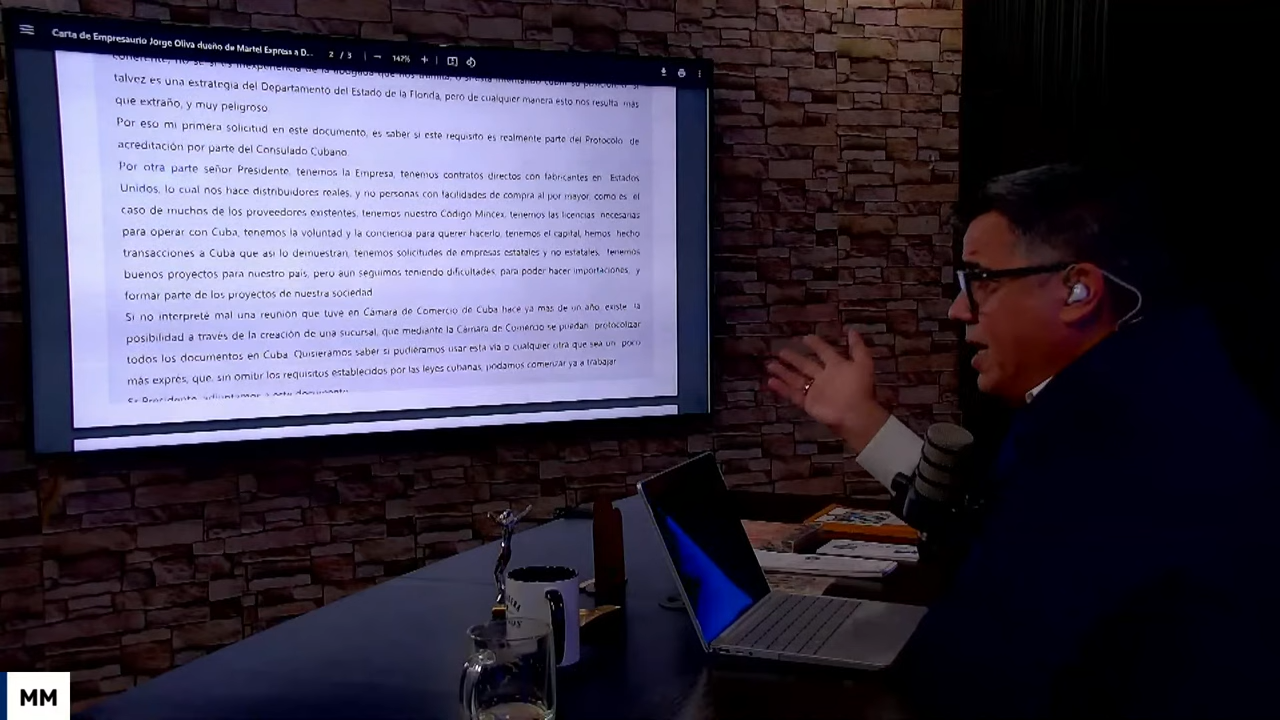 Carta de Empresaurio Jorge Oliva dueño de Martel Express a D...
2 / 3
147%
talvez es una estrategia del Departamento del Estado de la Florida, pero de cualquier manera esto nos resulta más
que extraño, y muy peligroso
Por eso mi primera solicitud en este documento, es saber si este requisito es realmente parte del Protocolo de
acreditación por parte del Consulado Cubano
Por otra parte señor Presidente, tenemos la Empresa, tenemos contratos directos con fabricantes en Estados
Unidos, lo cual nos hace distribuidores reales, y no personas con facilidades de compra al por mayor, como es el
caso de muchos de los proveedores existentes, tenemos nuestro Código Mincex, tenemos las licencias necesarias
para operar con Cuba, tenemos la voluntad y la conciencia para querer hacerlo, tenemos el capital, hemos hecho
transacciones a Cuba que así lo demuestran, tenemos solicitudes de empresas estatales y no estatales, tenemos
buenos proyectos para nuestro país, pero aun seguimos teniendo dificultades, para poder hacer importaciones, y
formar parte de los proyectos de nuestra sociedad
Si no interpreté mal una reunión que tuve en Cámara de Comercio de Cuba hace ya mas de un año existe la
posibilidad a través de la creación de una sucursal, que mediante la Cámara de Comercio se puedan protocolizar
todos los documentos en Cuba. Quisiéramos saber si pudiéramos usar esta vía o cualquier otra que sea un poco
más exprés, que, sin omitir los requisitos establecidos por las leyes cubanas, podamos comenzar ya a trabajar
MM